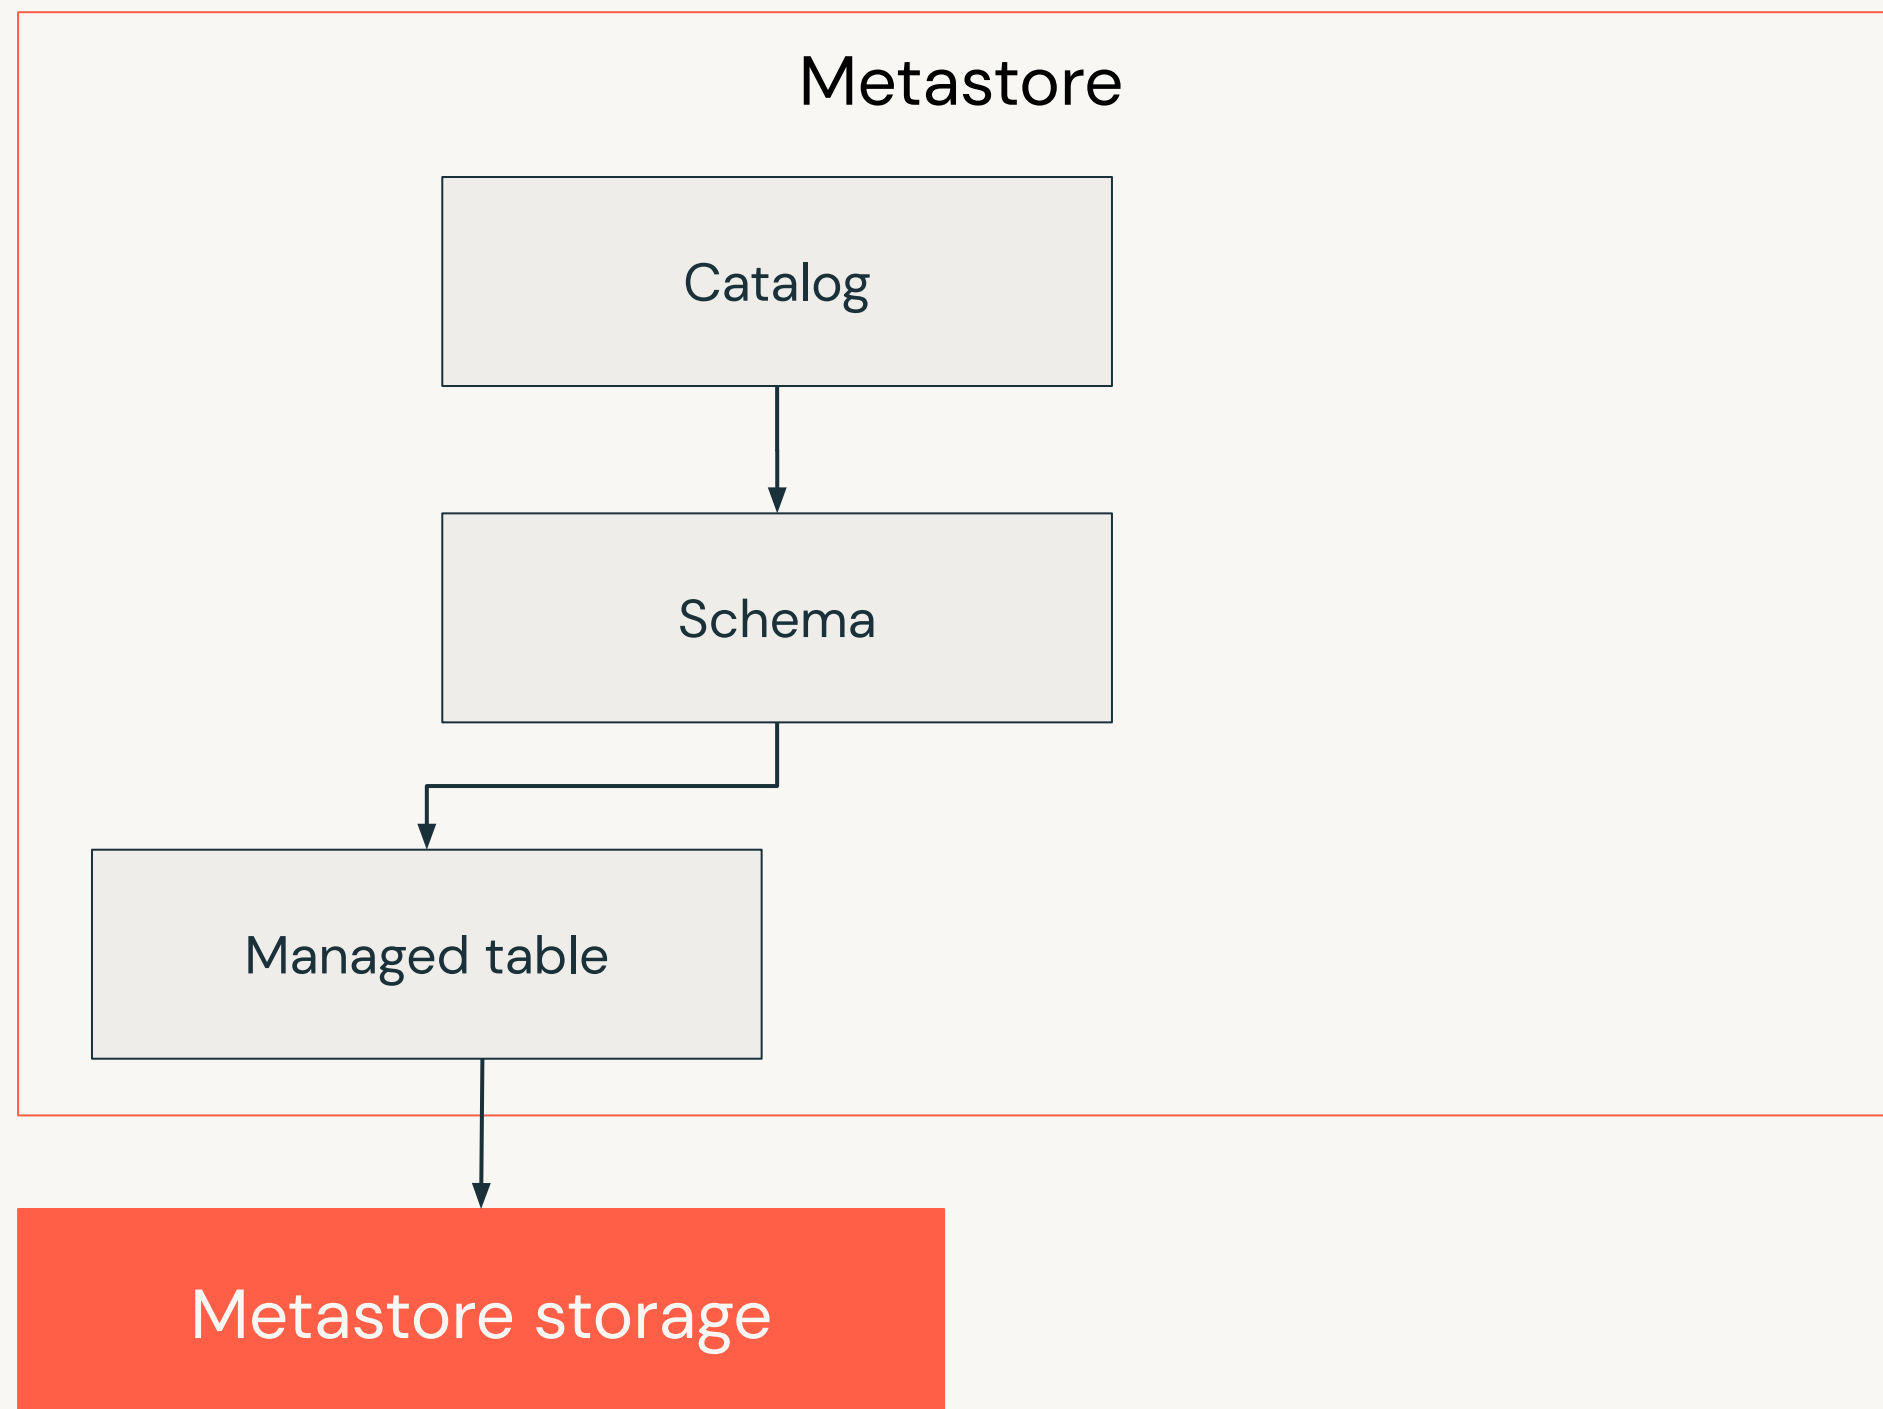 Metastore
Catalog
Schema
Managed table
Metastore storage